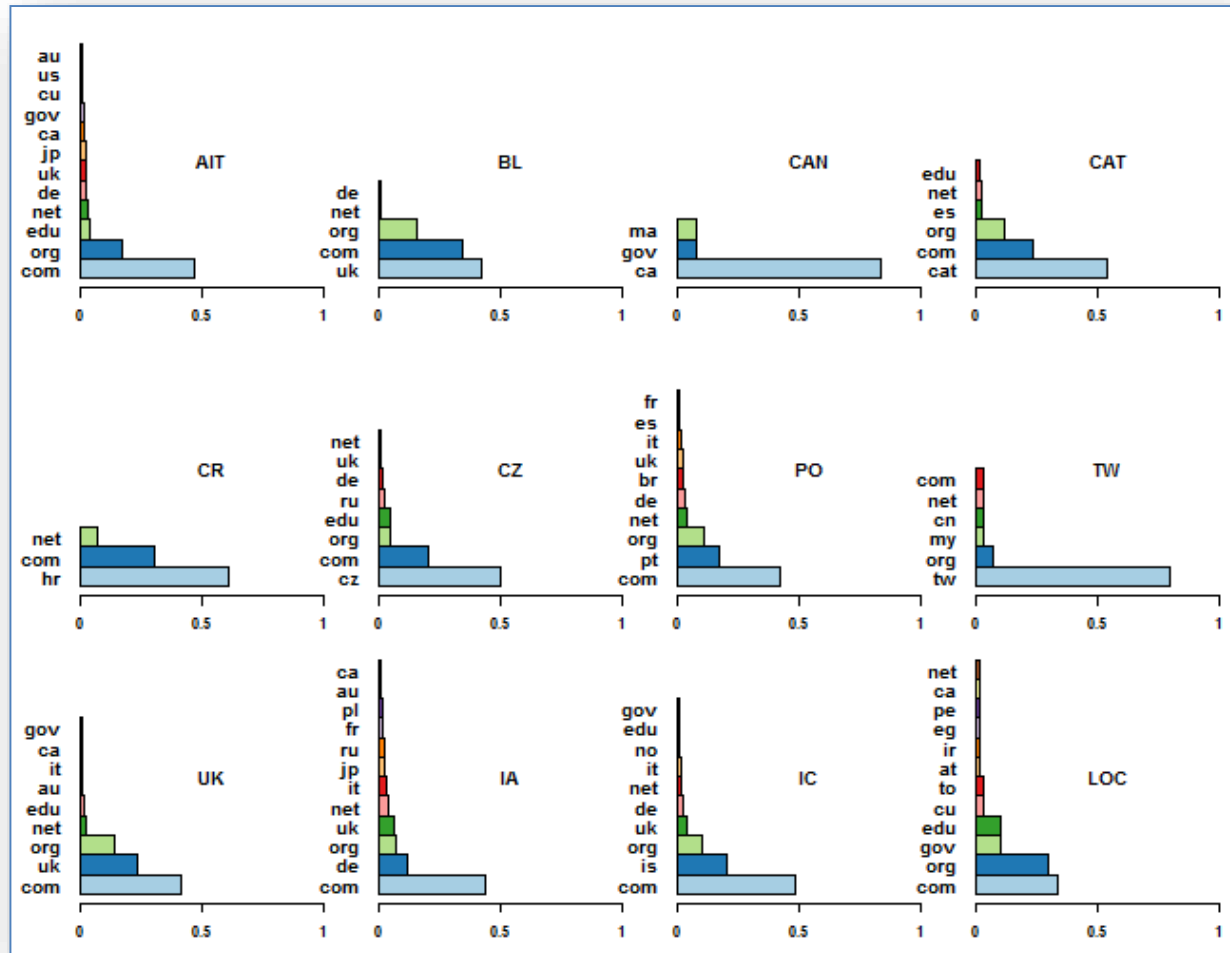 au
us
cu
gov
ca
jp
uk
de
net
edu
org
com
AIT
0 0.5 1
de
net
org
com
uk
BL
0 0.5 1
ma
gov
ca
CAN
0 0.5 1
edu
net
es
org
com
cat
CAT
0 0.5 1
net
com
hr
CR
0 0.5 1
net
uk
de
ru
edu
org
com
cz
CZ
0 0.5 1
fr
es
it
uk
br
de
net
org
pt
com
PO
0 0.5 1
com
net
cn
my
org
tw
TW
0 0.5 1
gov
ca
it
au
edu
net
org
uk
com
UK
0 0.5 1
ca
au
pl
fr
ru
jp
it
net
uk
org
de
com
IA
0 0.5 1
gov
edu
no
it
net
de
uk
org
is
com
IC
0 0.5 1
net
ca
pe
eg
ir
at
to
cu
edu
gov
org
com
LOC
0 0.5 1